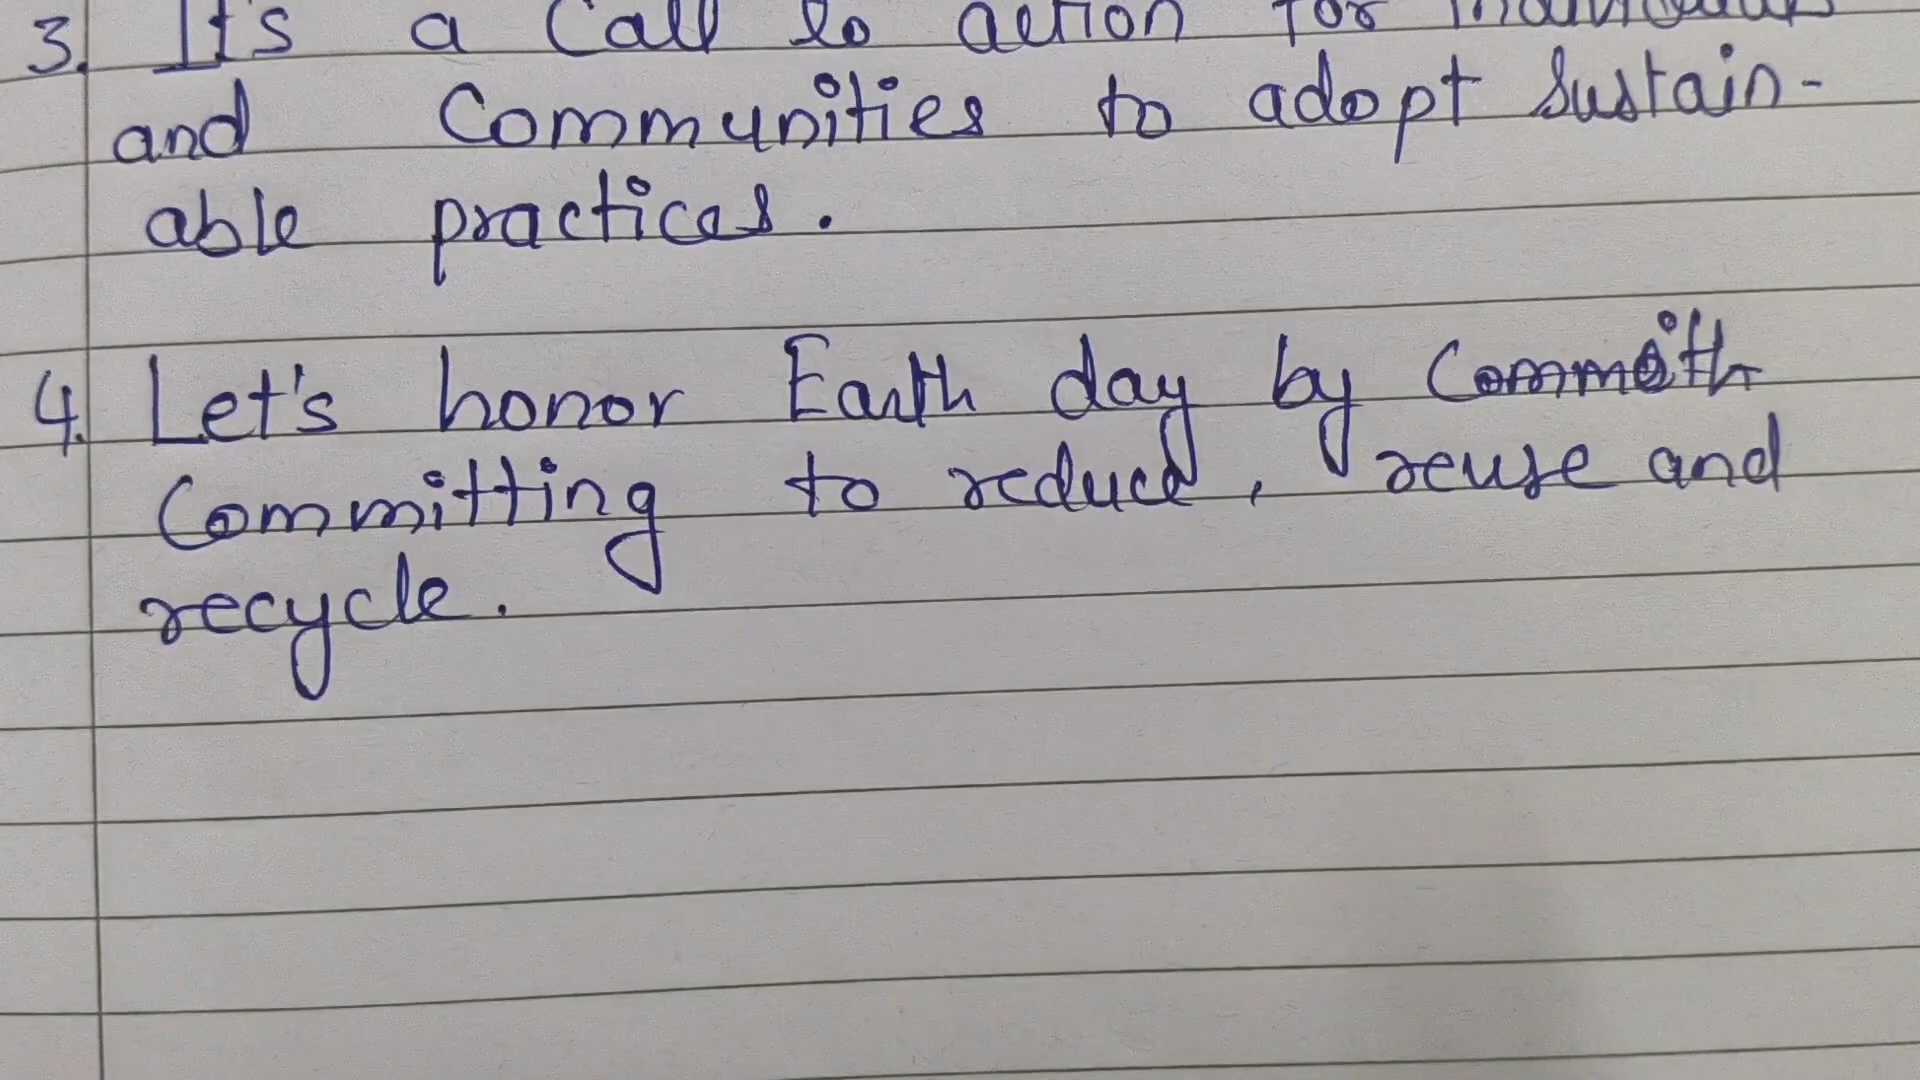 3. It's a Call to action for individuals
and Communities to adopt Sustain-
able practices.
4. Let's honor Earth day by
Committing to reduce, reuse and
recycle.